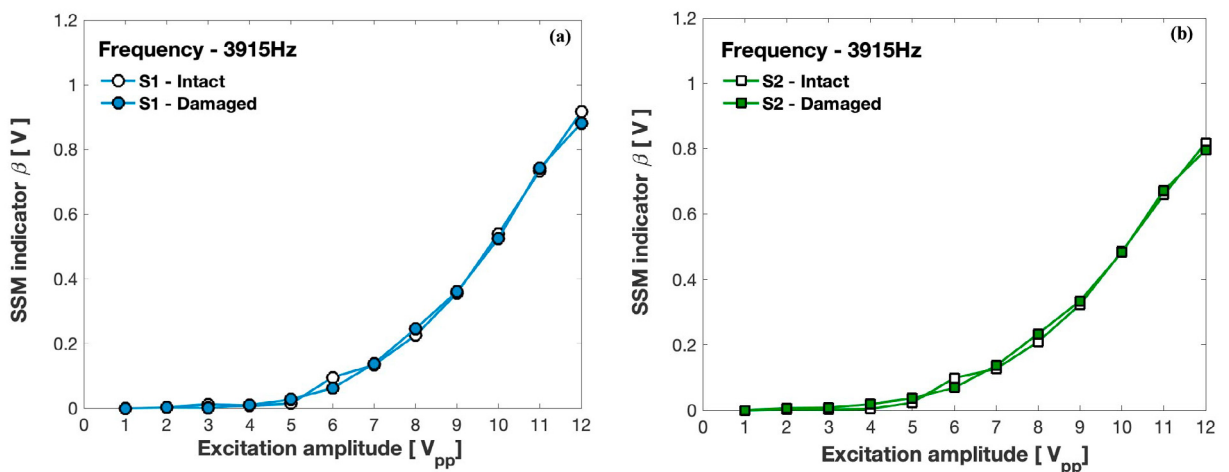 (a)
Frequency - 3915Hz
S1 - Intact
S1 - Damaged
SSM indicator β [ V ]
1.2
1
0.8
0.6
0.4
0.2
0
0 1 2 3 4 5 6 7 8 9 10 11 12
Excitation amplitude [ Vpp ]
(b)
Frequency - 3915Hz
S2 - Intact
S2 - Damaged
SSM indicator β [ V ]
1.2
1
0.8
0.6
0.4
0.2
0
0 1 2 3 4 5 6 7 8 9 10 11 12
Excitation amplitude [ Vpp ]